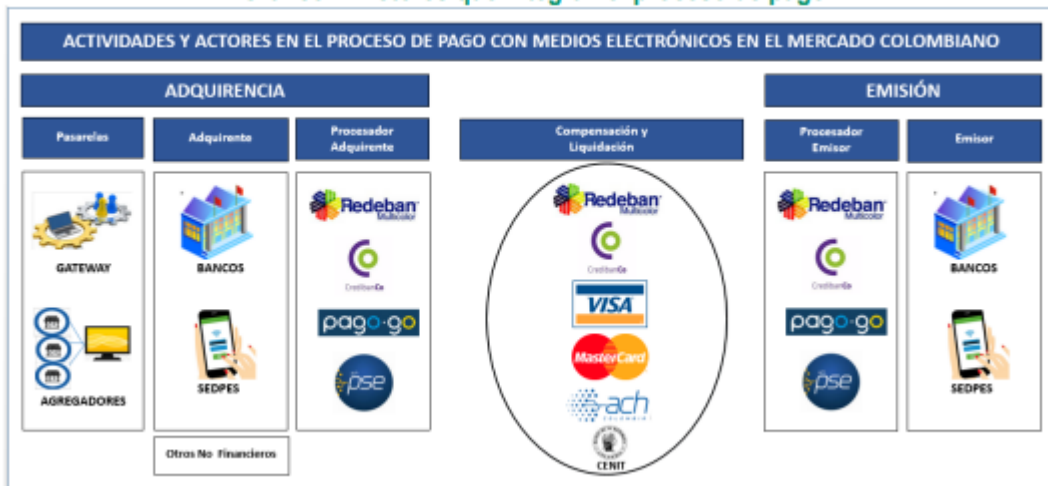 ACTIVIDADES Y ACTORES EN EL PROCESO DE PAGO CON MEDIOS ELECTRÓNICOS EN EL MERCADO COLOMBIANO
ADQUIRENCIA
EMISIÓN
Pasarelas
Adquirente
Procesador
Adquirente
Compensación y
Liquidación
Procesador
Emisor
Emisor
GATEWAY
AGREGADORES
BANCOS
SEDPES
Otros No Financieros
Redeban
Multicolor
CredibanCo
pago·go
pse
Redeban
Multicolor
CredibanCo
VISA
MasterCard
ach
COLOMBIA
CENIT
Redeban
Multicolor
CredibanCo
pago·go
pse
BANCOS
SEDPES